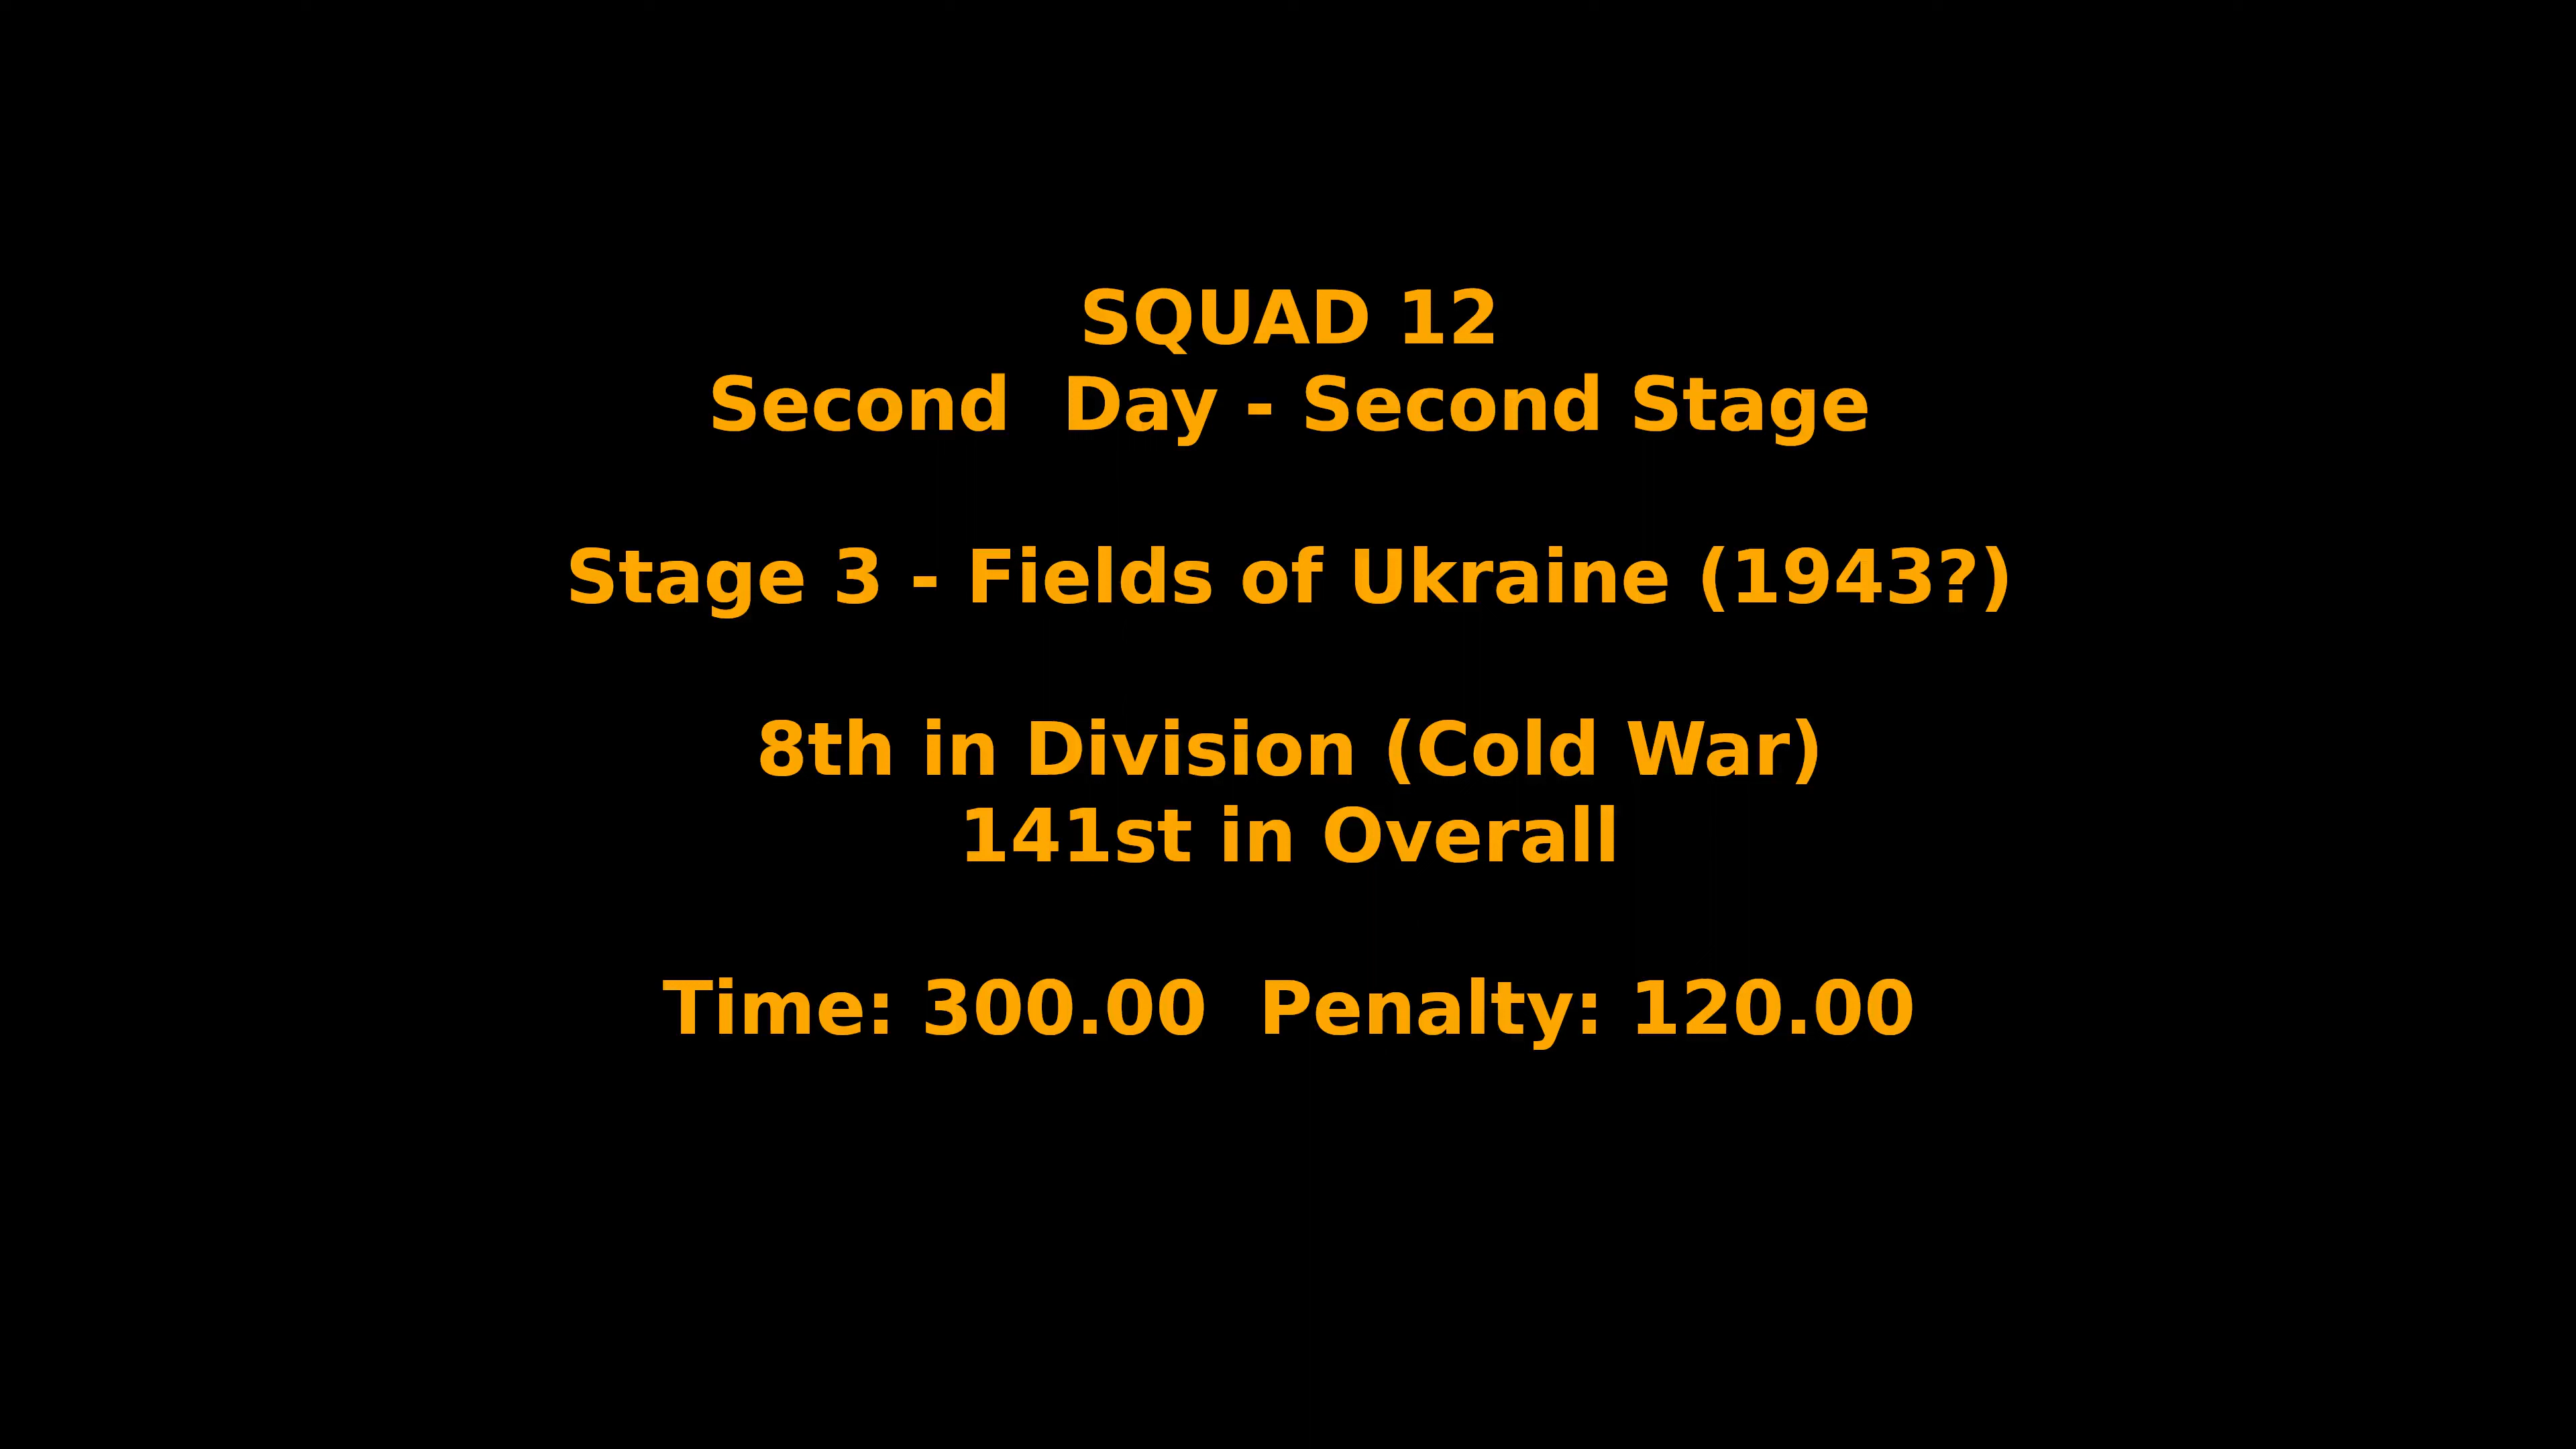 SQUAD 12
Second  Day - Second Stage
Stage 3 - Fields of Ukraine (1943?)
8th in Division (Cold War)
141st in Overall
Time: 300.00  Penalty: 120.00